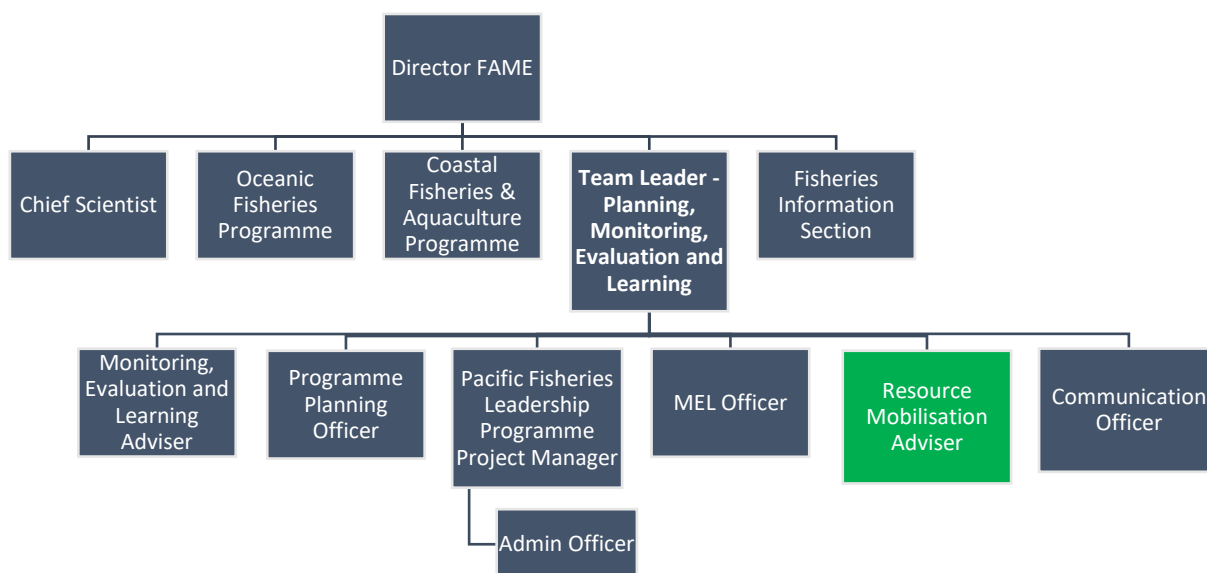 Director FAME
Chief Scientist
Oceanic
Fisheries
Programme
Coastal
Fisheries &
Aquaculture
Programme
Team Leader -
Planning,
Monitoring,
Evaluation and
Learning
Fisheries
Information
Section
Monitoring,
Evaluation and
Learning
Adviser
Programme
Planning
Officer
Pacific Fisheries
Leadership
Programme
Project Manager
MEL Officer
Resource
Mobilisation
Adviser
Communication
Officer
Admin Officer